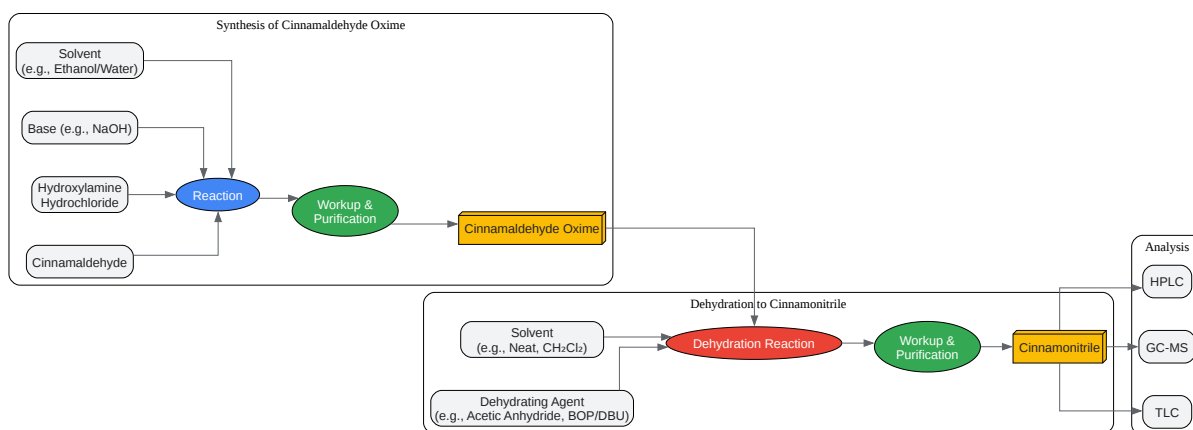 Synthesis of Cinnamaldehyde Oxime
Solvent
(e.g., Ethanol/Water)
Base (e.g., NaOH)
Hydroxylamine
Hydrochloride
Reaction
Workup &
Purification
Cinnamaldehyde Oxime
Cinnamaldehyde
Dehydration to Cinnamonitrile
Solvent
(e.g., Neat, CH₂Cl₂)
Dehydration Reaction
Workup &
Purification
Cinnamonitrile
Dehydrating Agent
(e.g., Acetic Anhydride, BOP/DBU)
Analysis
HPLC
GC-MS
TLC